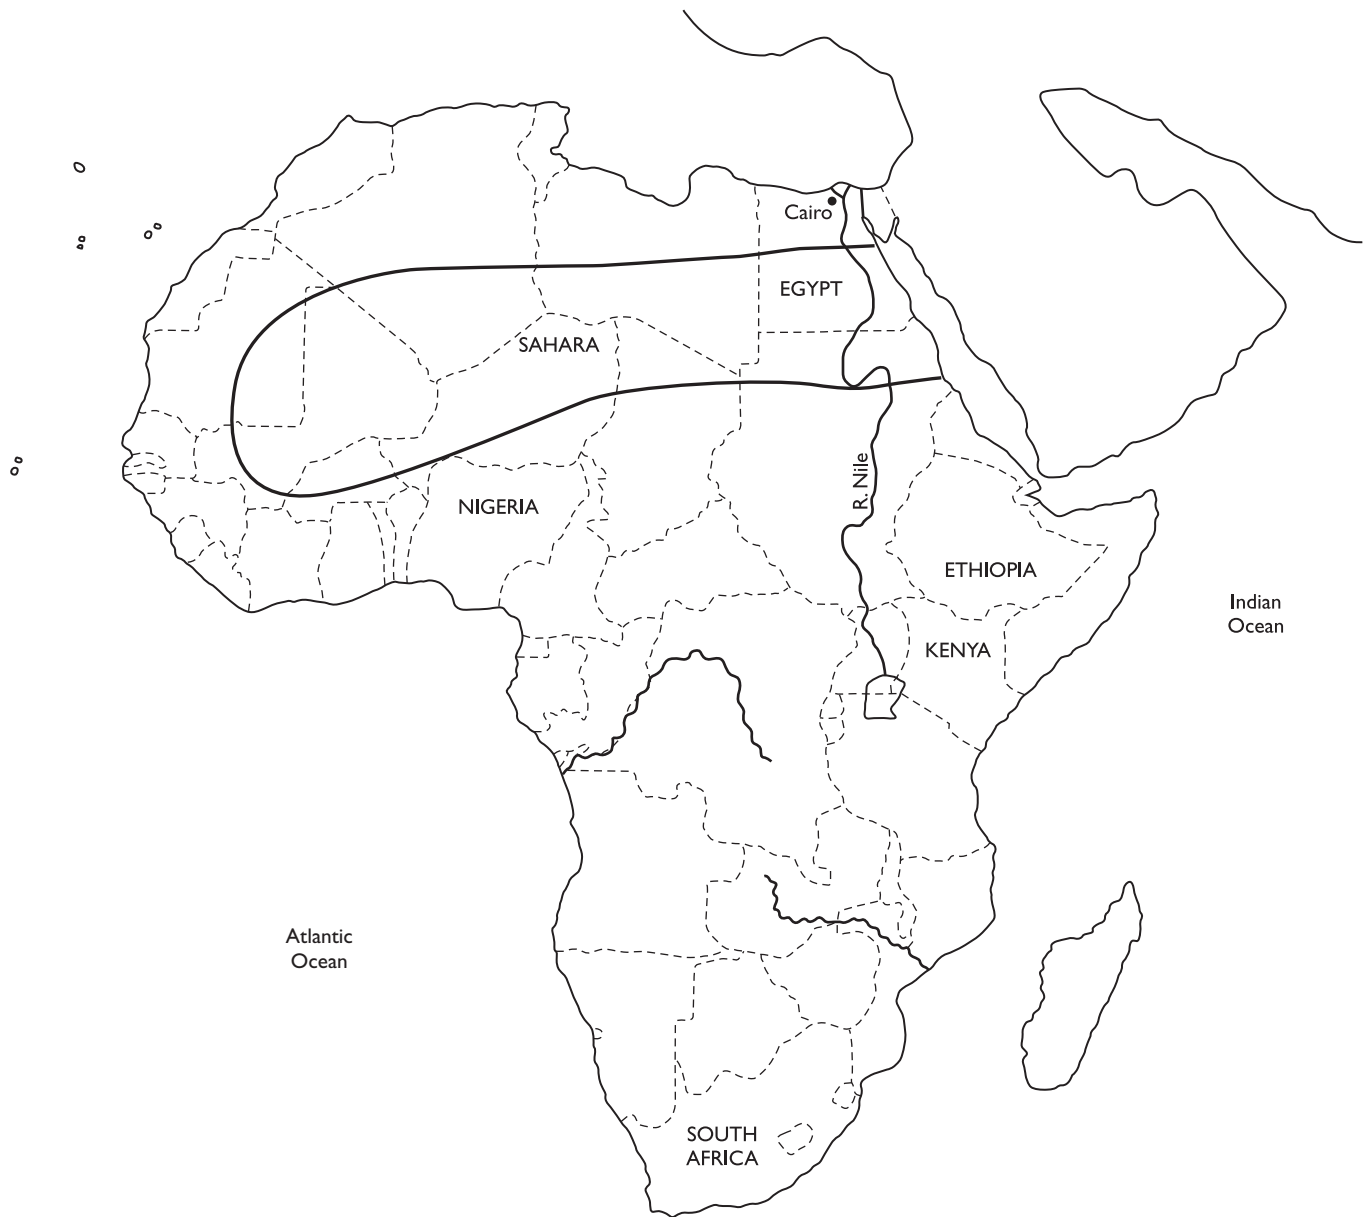 Cairo
EGYPT
SAHARA
R. Nile
NIGERIA
ETHIOPIA
Indian
Ocean
KENYA
Atlantic
Ocean
SOUTH
AFRICA